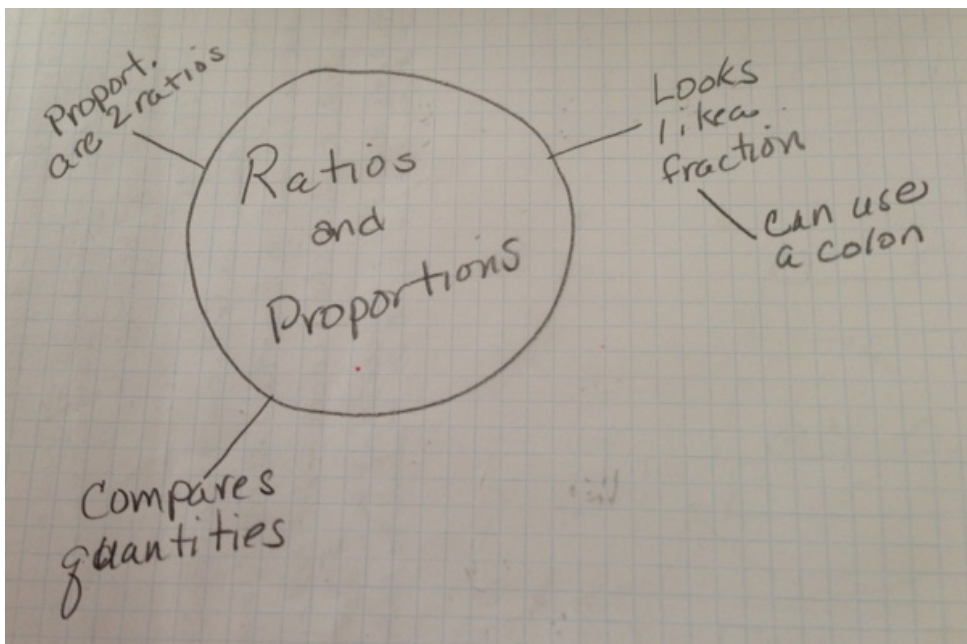 Proport.
are 2 ratios
Ratios
and
Proportions
Looks
like a
fraction
Can use
a colon
Compares
quantities